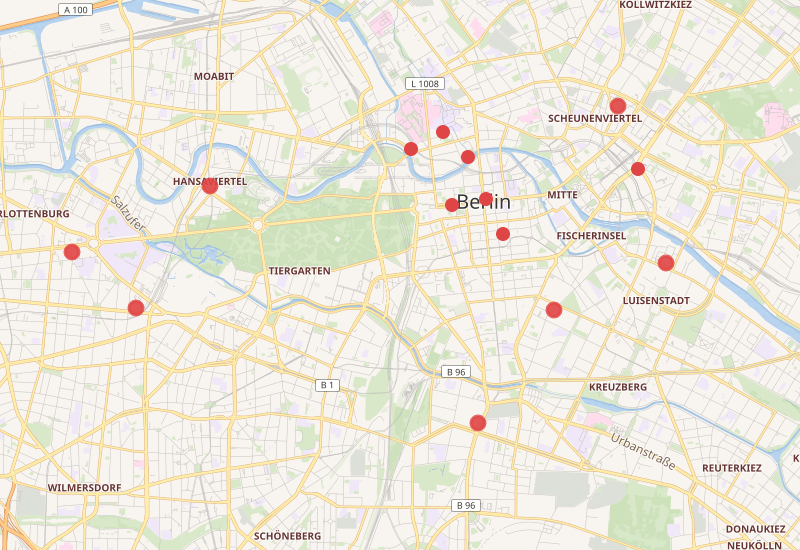 KOLLWITZKIEZ
A 100
MOABIT
L 1008
SCHEUNENVIERTEL
HANSAVIERTEL
MITTE
Berlin
RLOTTENBURG
Salzufer
FISCHERINSEL
TIERGARTEN
LUISENSTADT
B 96
B 1
KREUZBERG
Urbanstraße
K
REUTERKIEZ
WILMERSDORF
B 96
DONAUKIEZ
SCHÖNEBERG
NEUKÖLLN